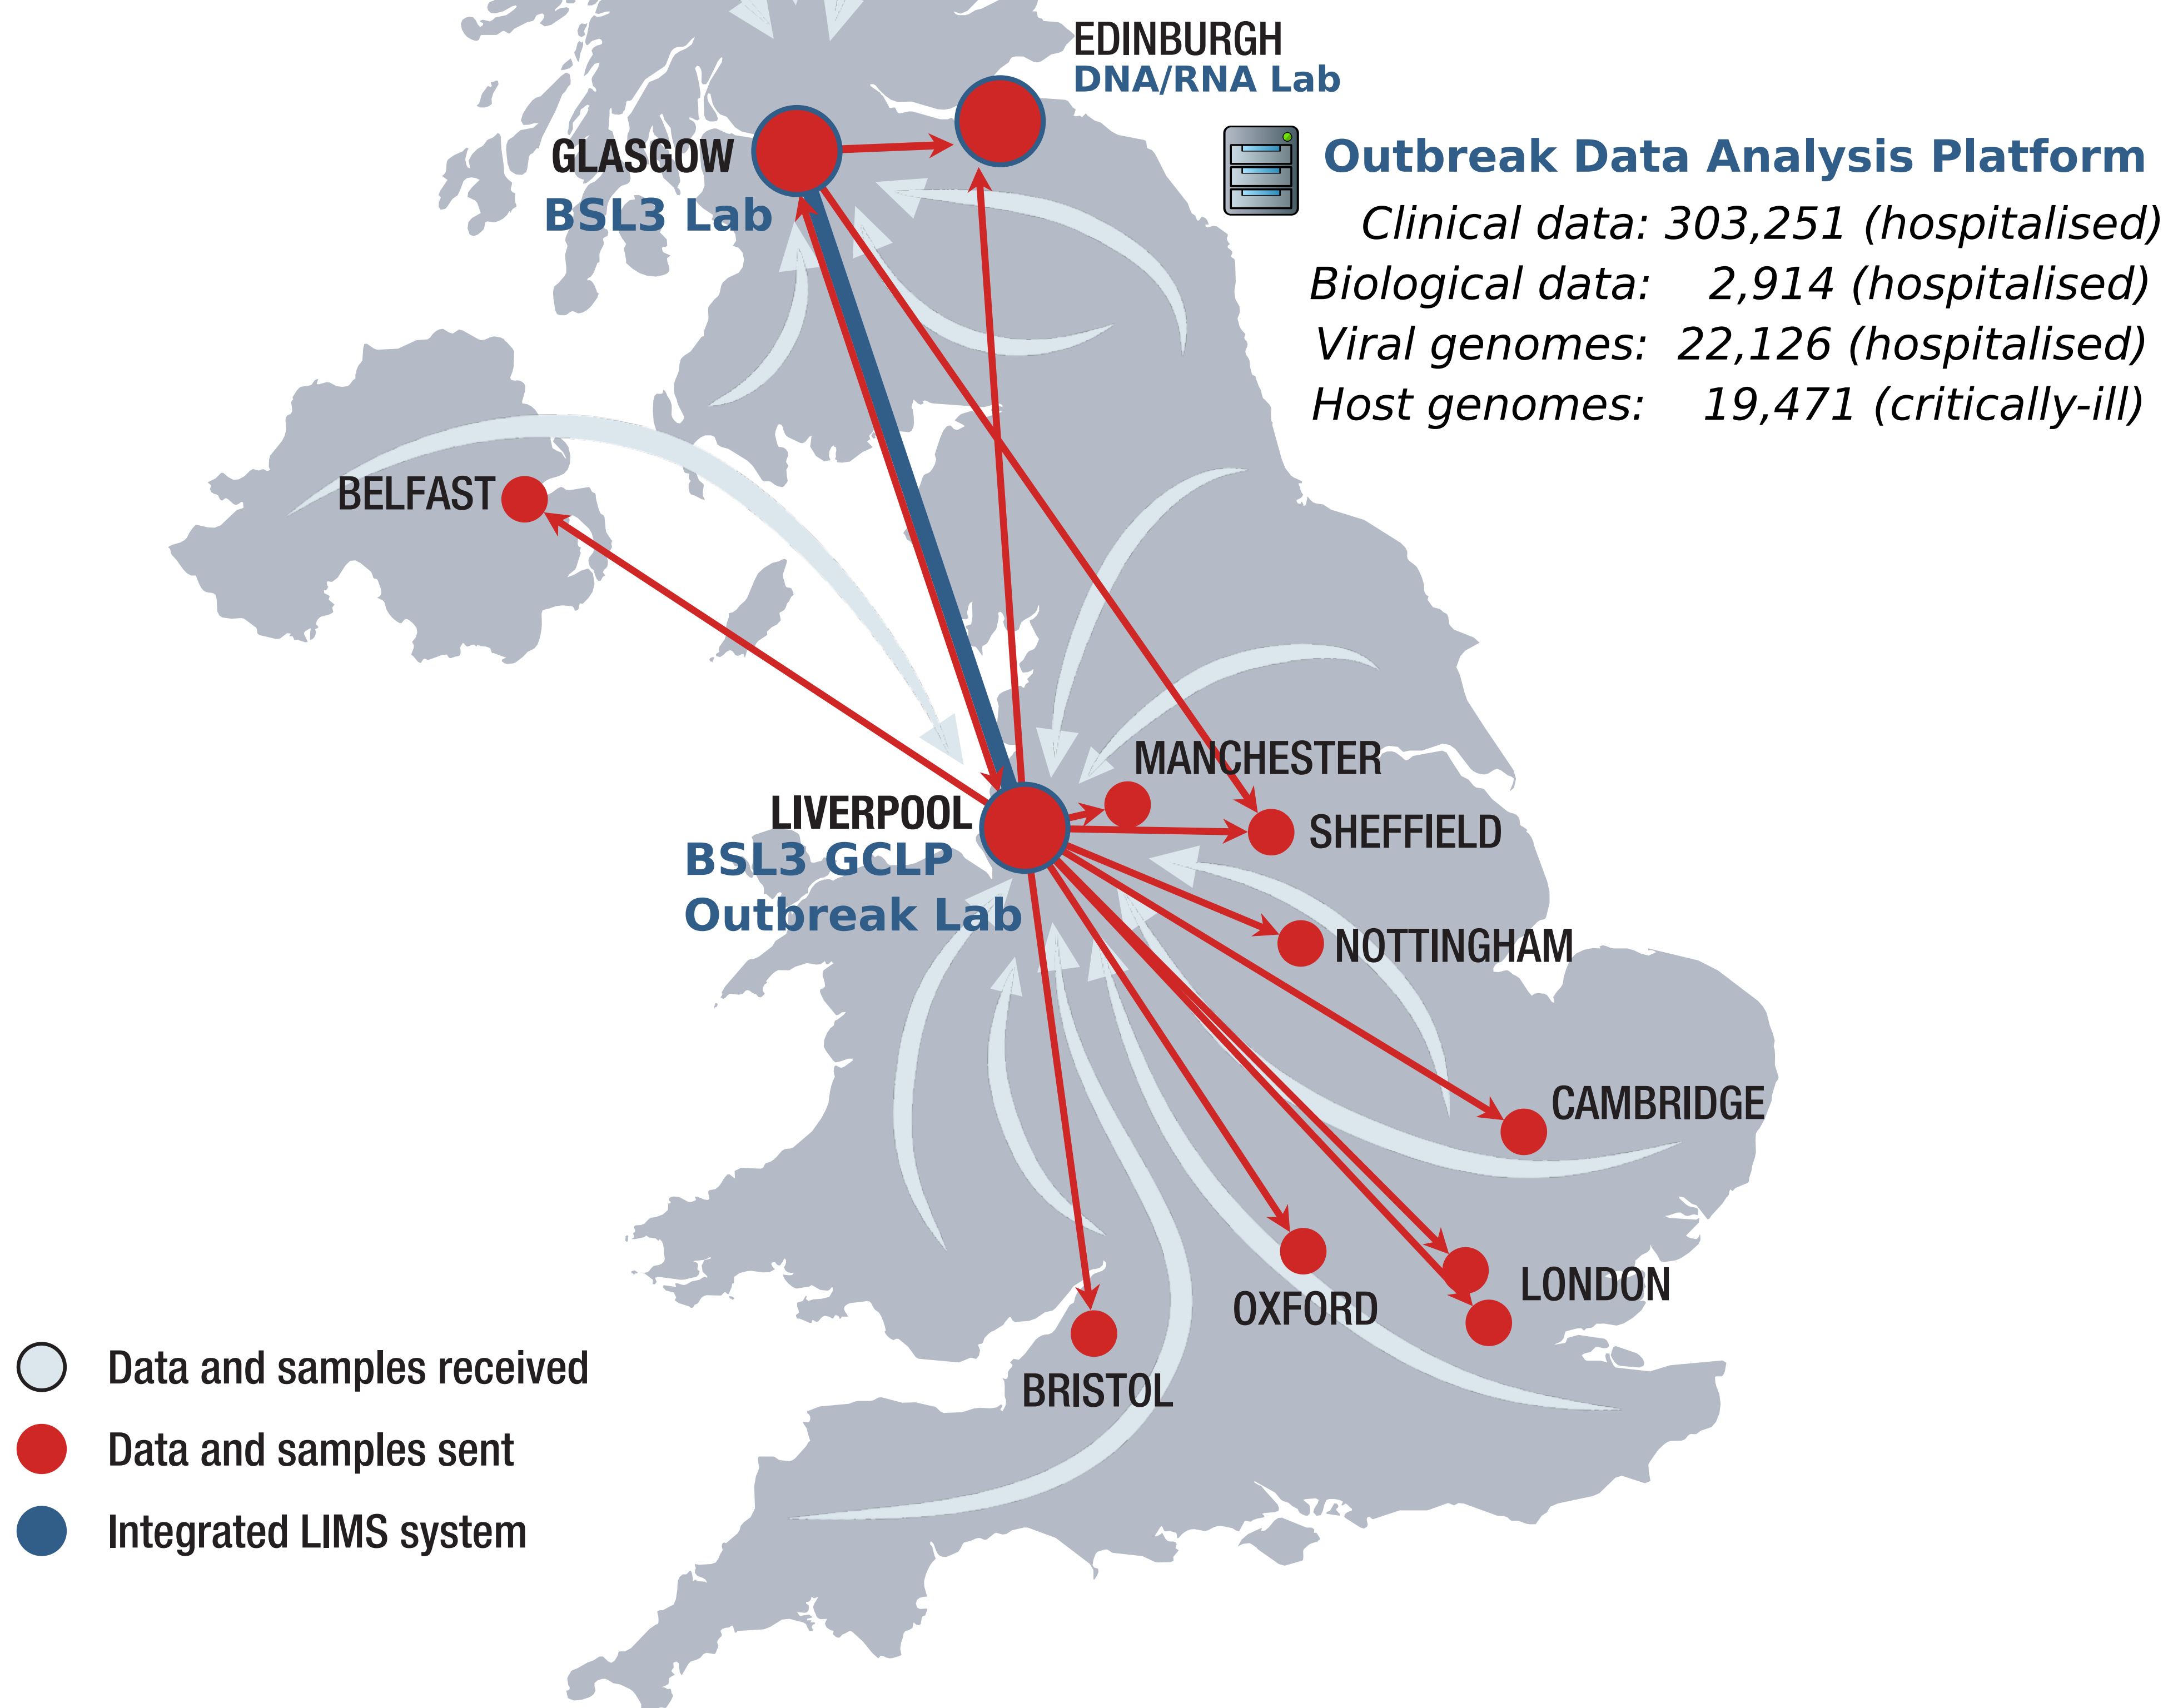 EDINBURGH
DNA/RNA Lab
GLASGOW
BSL3 Lab
Outbreak Data Analysis Platform
Clinical data: 303,251 (hospitalised)
Biological data: 2,914 (hospitalised)
Viral genomes: 22,126 (hospitalised)
Host genomes: 19,471 (critically-ill)
BELFAST
MANCHESTER
LIVERPOOL
BSL3 GCLP
Outbreak Lab
SHEFFIELD
NOTTINGHAM
CAMBRIDGE
LONDON
OXFORD
BRISTOL
Data and samples received
Data and samples sent
Integrated LIMS system